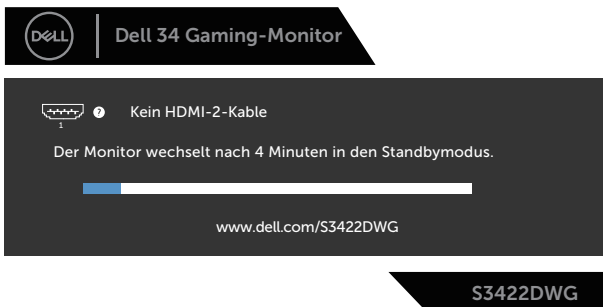 DELL
Dell 34 Gaming-Monitor
1
?
Kein HDMI-2-Kable
Der Monitor wechselt nach 4 Minuten in den Standbymodus.
www.dell.com/S3422DWG
S3422DWG